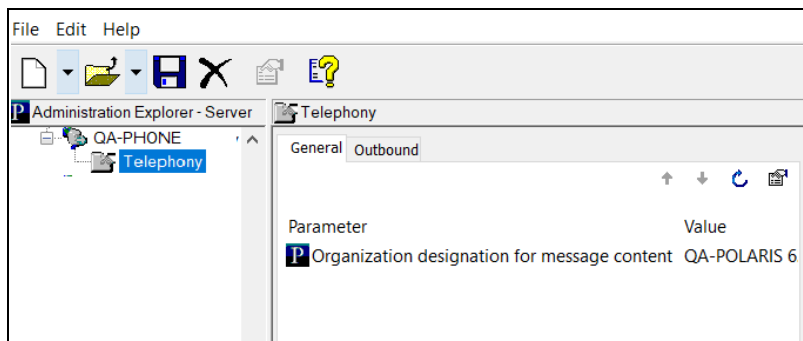 File Edit Help
Administration Explorer - Server
Telephony
QA-PHONE
Telephony
General Outbound
Parameter Value
Organization designation for message content QA-POLARIS 6